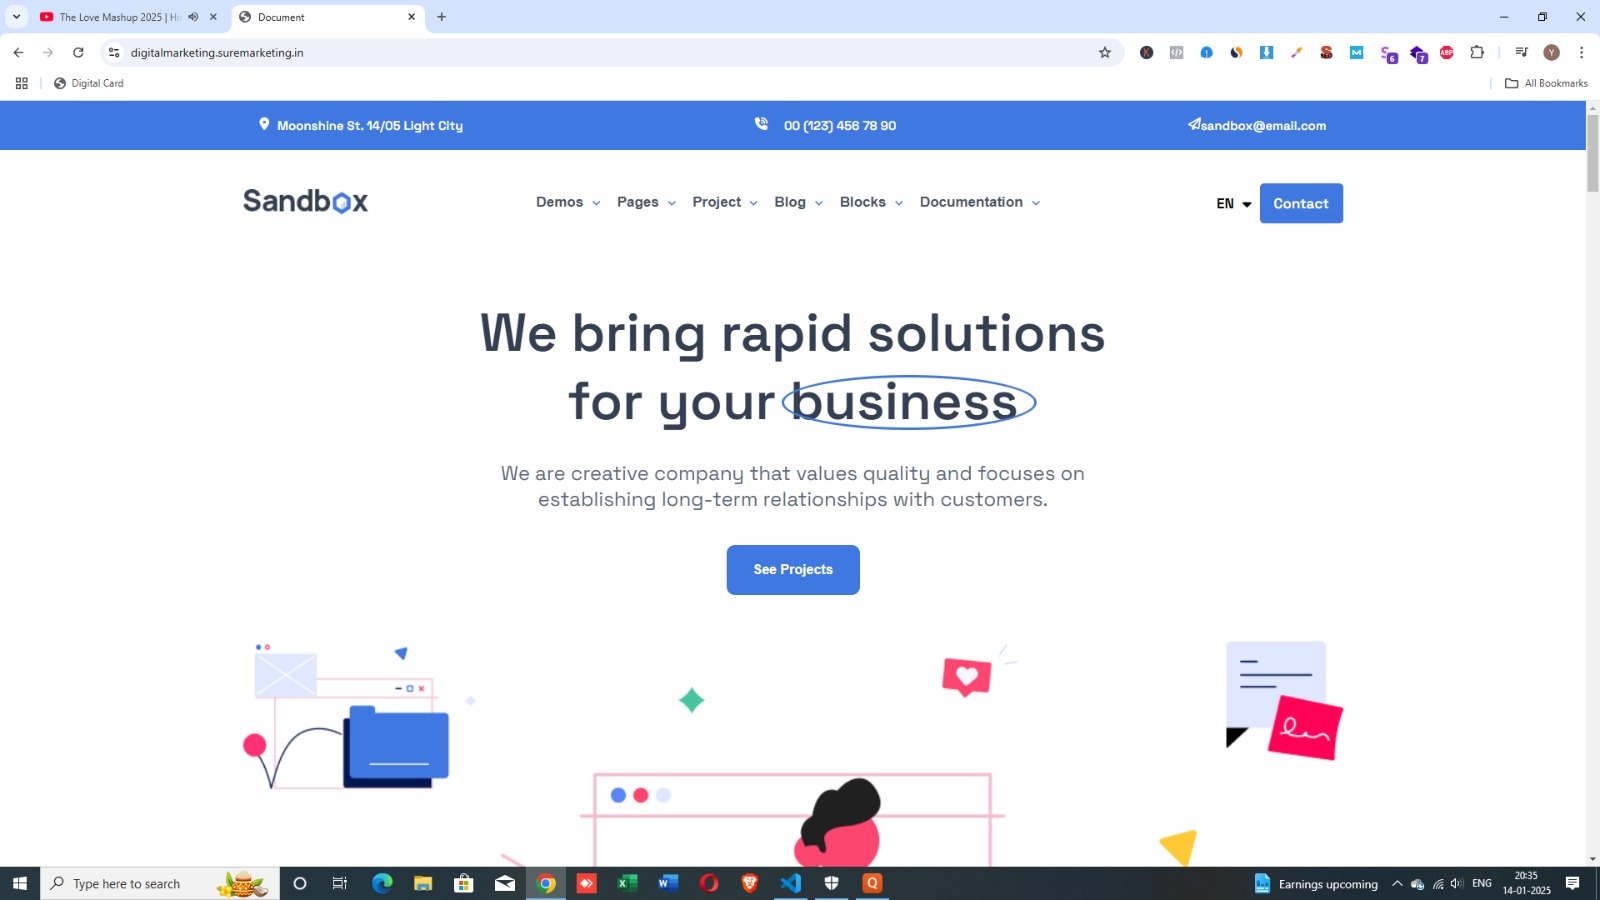 The Love Mashup 2025 | Hi
Document
digitalmarketing.suremarketing.in
6
7
ABP
Y
Digital Card
All Bookmarks
Moonshine St. 14/05 Light City
00 (123) 456 78 90
sandbox@email.com
Sandbox
Demos
Pages
Project
Blog
Blocks
Documentation
EN
Contact
We bring rapid solutions
for your business
We are creative company that values quality and focuses on
establishing long-term relationships with customers.
See Projects
Type here to search
Earnings upcoming
ENG
20:35
14-01-2025